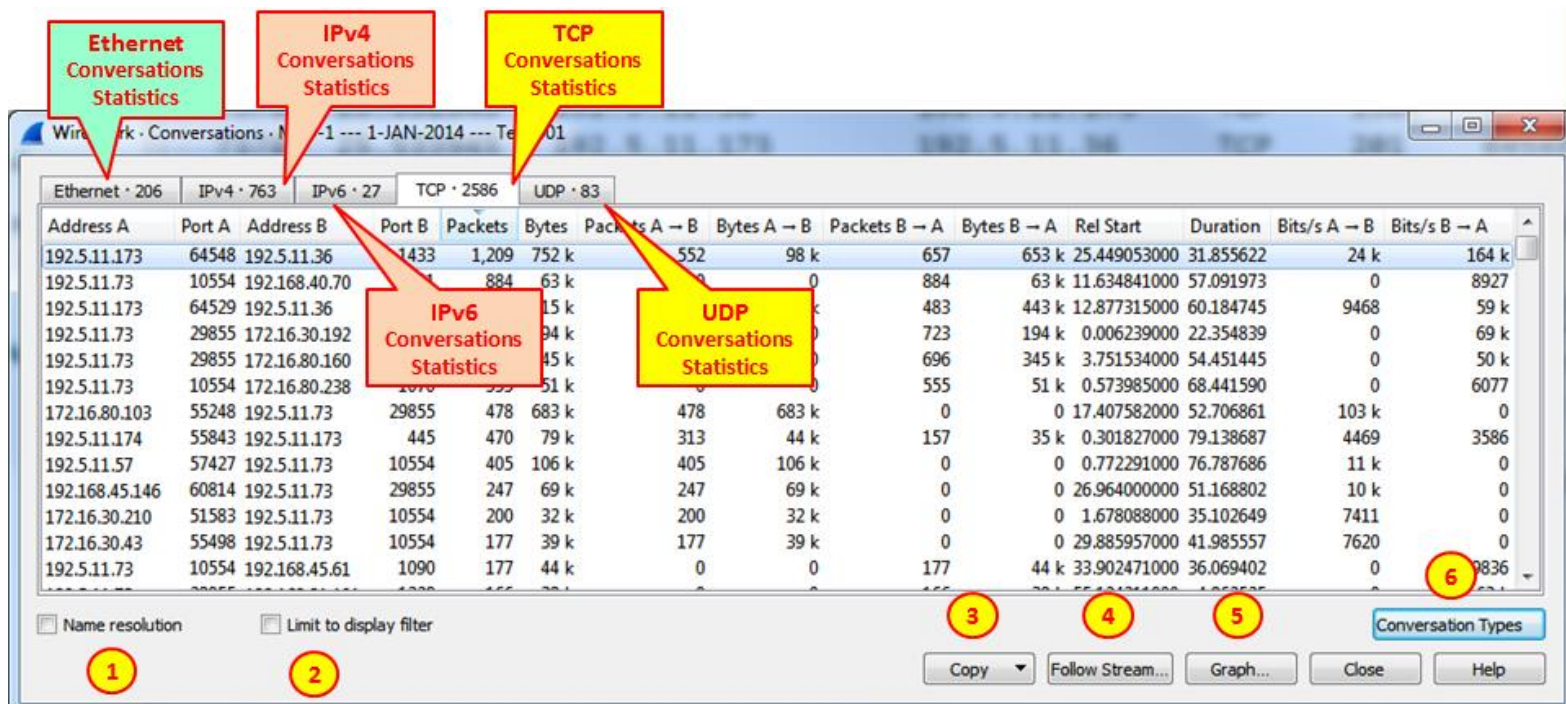 Ethernet
Conversations
Statistics
IPv4
Conversations
Statistics
TCP
Conversations
Statistics
Conversations · 1-JAN-2014 ---
Ethernet · 206 IPv4 · 763 IPv6 · 27 TCP · 2586 UDP · 83
Address A Port A Address B Port B Packets Bytes Packets A → B Bytes A → B Packets B → A Bytes B → A Rel Start Duration Bits/s A → B Bits/s B → A
192.5.11.173 64548 192.5.11.36 1433 1,209 752 k 552 98 k 657 653 k 25.449053000 31.855622 24 k 164 k
192.5.11.73 10554 192.168.40.70 884 63 k 0 884 63 k 11.634841000 57.091973 0 8927
192.5.11.173 64529 192.5.11.36 483 443 k 12.877315000 60.184745 9468 59 k
192.5.11.73 29855 172.16.30.192 723 194 k 0.006239000 22.354839 0 69 k
192.5.11.73 29855 172.16.80.160 696 345 k 3.751534000 54.451445 0 50 k
192.5.11.73 10554 172.16.80.238 555 51 k 0.573985000 68.441590 0 6077
IPv6
Conversations
Statistics
UDP
Conversations
Statistics
172.16.80.103 55248 192.5.11.73 29855 478 683 k 478 683 k 0 0 17.407582000 52.706861 103 k 0
192.5.11.174 55843 192.5.11.173 445 470 79 k 313 44 k 157 35 k 0.301827000 79.138687 4469 3586
192.5.11.57 57427 192.5.11.73 10554 405 106 k 405 106 k 0 0 0.772291000 76.787686 11 k 0
192.168.45.146 60814 192.5.11.73 29855 247 69 k 247 69 k 0 0 26.964000000 51.168802 10 k 0
172.16.30.210 51583 192.5.11.73 10554 200 32 k 200 32 k 0 0 1.678088000 35.102649 7411 0
172.16.30.43 55498 192.5.11.73 10554 177 39 k 177 39 k 0 0 29.885957000 41.985557 7620 0
192.5.11.73 10554 192.168.45.61 1090 177 44 k 0 0 177 44 k 33.902471000 36.069402 0
6
Name resolution Limit to display filter Conversation Types
1 2 3 4 5
Copy Follow Stream... Graph... Close Help